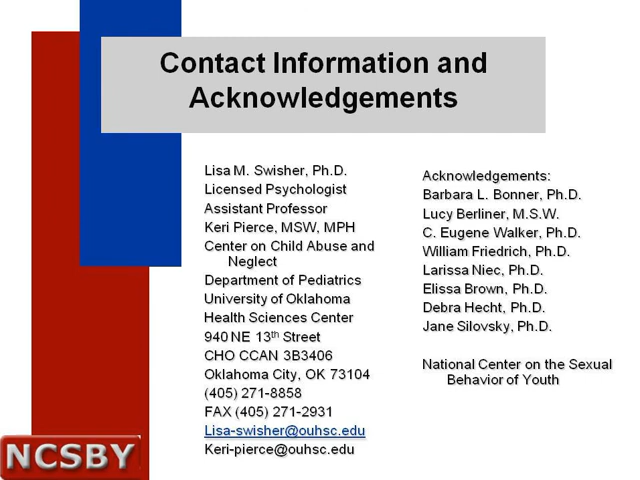 Contact Information and
Acknowledgements
Lisa M. Swisher, Ph.D.
Licensed Psychologist
Assistant Professor
Keri Pierce, MSW, MPH
Center on Child Abuse and
Neglect
Department of Pediatrics
University of Oklahoma
Health Sciences Center
940 NE 13th Street
CHO CCAN 3B3406
Oklahoma City, OK 73104
(405) 271-8858
FAX (405) 271-2931
Lisa-swisher@ouhsc.edu
Keri-pierce@ouhsc.edu
Acknowledgements:
Barbara L. Bonner, Ph.D.
Lucy Berliner, M.S.W.
C. Eugene Walker, Ph.D.
William Friedrich, Ph.D.
Larissa Niec, Ph.D.
Elissa Brown, Ph.D.
Debra Hecht, Ph.D.
Jane Silovsky, Ph.D.
National Center on the Sexual
Behavior of Youth
NCSBY